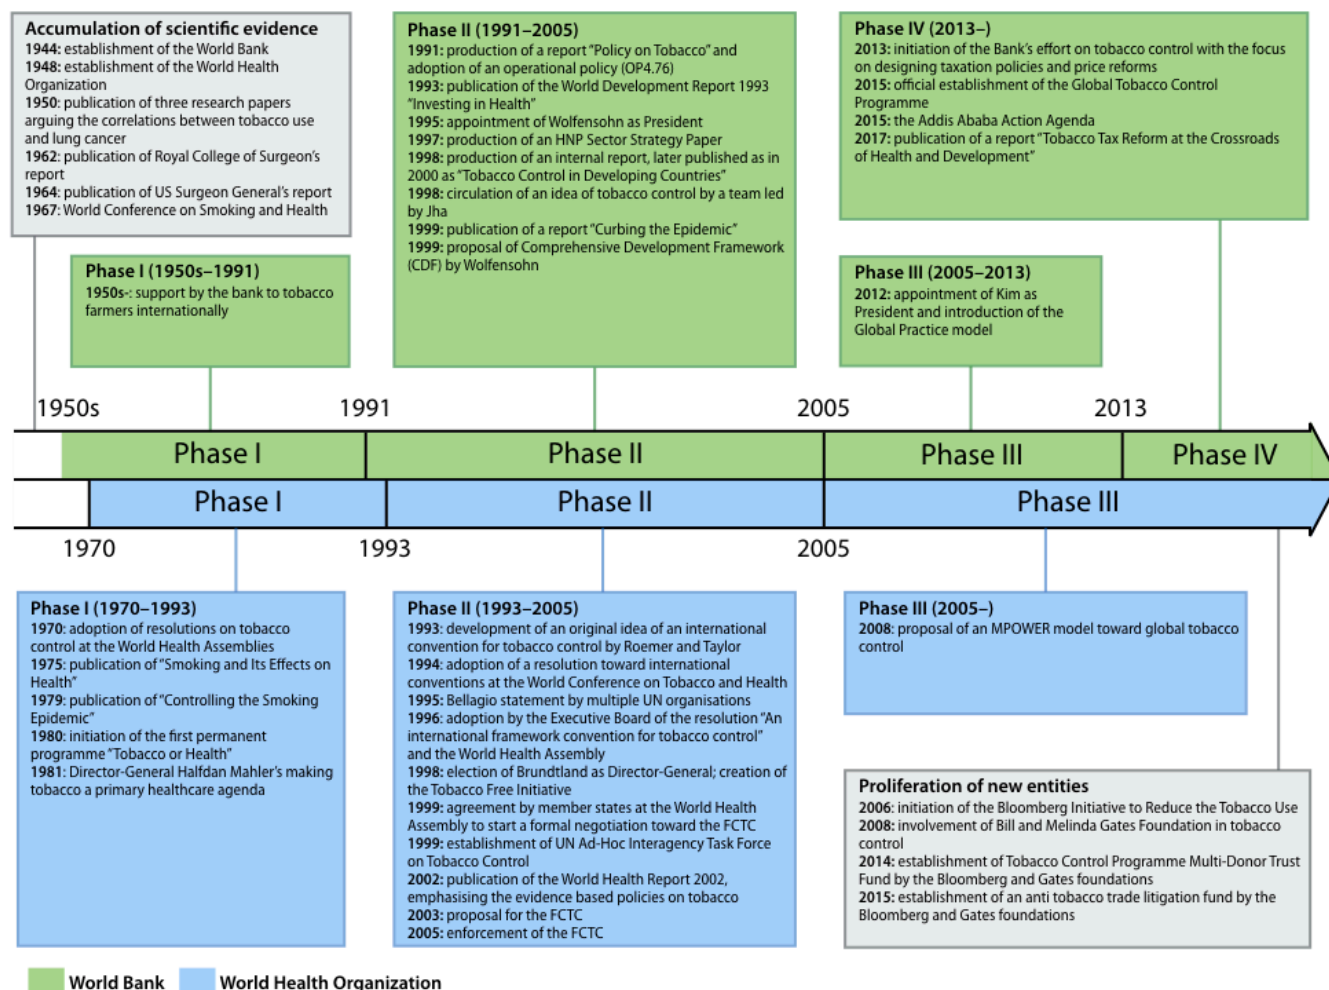 Accumulation of scientific evidence
1944: establishment of the World Bank
1948: establishment of the World Health
Organization
1950: publication of three research papers
arguing the correlations between tobacco use
and lung cancer
1962: publication of Royal College of Surgeon's
report
1964: publication of US Surgeon General's report
1967: World Conference on Smoking and Health
Phase I (1950s–1991)
1950s-: support by the bank to tobacco
farmers internationally
Phase II (1991–2005)
1991: production of a report "Policy on Tobacco" and
adoption of an operational policy (OP4.76)
1993: publication of the World Development Report 1993
"Investing in Health"
1995: appointment of Wolfensohn as President
1997: production of an HNP Sector Strategy Paper
1998: production of an internal report, later published as in
2000 as "Tobacco Control in Developing Countries"
1998: circulation of an idea of tobacco control by a team led
by Jha
1999: publication of a report "Curbing the Epidemic"
1999: proposal of Comprehensive Development Framework
(CDF) by Wolfensohn
Phase IV (2013–)
2013: initiation of the Bank's effort on tobacco control with the focus
on designing taxation policies and price reforms
2015: official establishment of the Global Tobacco Control
Programme
2015: the Addis Ababa Action Agenda
2017: publication of a report "Tobacco Tax Reform at the Crossroads
of Health and Development"
Phase III (2005–2013)
2012: appointment of Kim as
President and introduction of the
Global Practice model
1950s 1991 2005 2013
Phase I Phase II Phase III Phase IV
Phase I Phase II Phase III
1970 1993 2005
Phase I (1970–1993)
1970: adoption of resolutions on tobacco
control at the World Health Assemblies
1975: publication of "Smoking and Its Effects on
Health"
1979: publication of "Controlling the Smoking
Epidemic"
1980: initiation of the first permanent
programme "Tobacco or Health"
1981: Director-General Halfdan Mahler's making
tobacco a primary healthcare agenda
Phase II (1993–2005)
1993: development of an original idea of an international
convention for tobacco control by Roemer and Taylor
1994: adoption of a resolution toward international
conventions at the World Conference on Tobacco and Health
1995: Bellagio statement by multiple UN organisations
1996: adoption by the Executive Board of the resolution "An
international framework convention for tobacco control"
and the World Health Assembly
1998: election of Brundtland as Director-General; creation of
the Tobacco Free Initiative
1999: agreement by member states at the World Health
Assembly to start a formal negotiation toward the FCTC
1999: establishment of UN Ad-Hoc Interagency Task Force
on Tobacco Control
2002: publication of the World Health Report 2002,
emphasising the evidence based policies on tobacco
2003: proposal for the FCTC
2005: enforcement of the FCTC
Phase III (2005–)
2008: proposal of an MPOWER model toward global tobacco
control
Proliferation of new entities
2006: initiation of the Bloomberg Initiative to Reduce the Tobacco Use
2008: involvement of Bill and Melinda Gates Foundation in tobacco
control
2014: establishment of Tobacco Control Programme Multi-Donor Trust
Fund by the Bloomberg and Gates foundations
2015: establishment of an anti tobacco trade litigation fund by the
Bloomberg and Gates foundations
World Bank World Health Organization